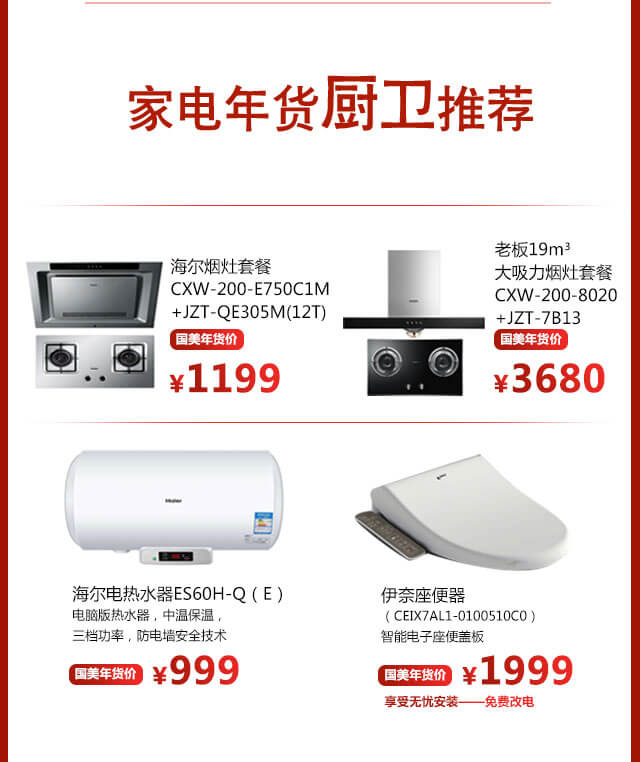 家电年货厨卫推荐
海尔烟灶套餐
CXW-200-E750C1M
+JZT-QE305M(12T)
国美年货价
¥1199
老板19m³
大吸力烟灶套餐
CXW-200-8020
+JZT-7B13
国美年货价
¥3680
Haier
海尔电热水器ES60H-Q（E）
电脑版热水器，中温保温，
三档功率，防电墙安全技术
国美年货价
¥999
伊奈座便器
（CEIX7AL1-0100510C0）
智能电子座便盖板
国美年货价
¥1999
享受无忧安装——免费改电